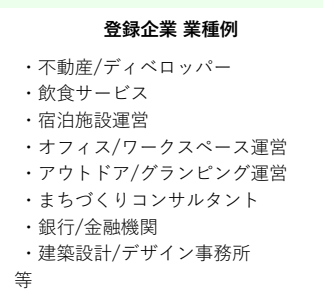 登録企業 業種例
・不動産/ディベロッパー
・飲食サービス
・宿泊施設運営
・オフィス/ワークスペース運営
・アウトドア/グランピング運営
・まちづくりコンサルタント
・銀行/金融機関
・建築設計/デザイン事務所
等